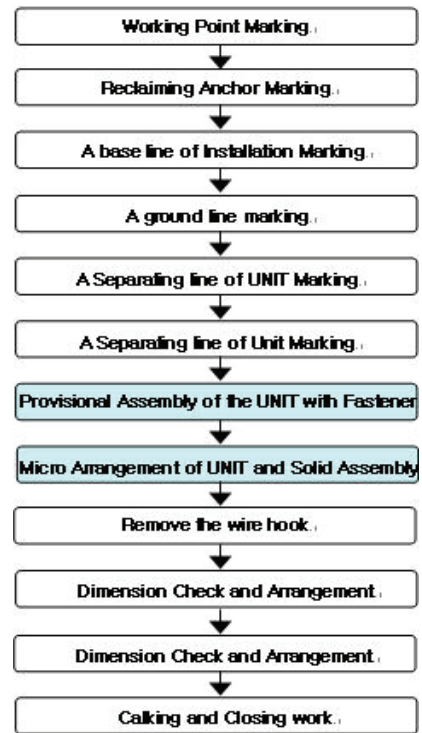 Working Point Marking.
Reclaiming Anchor Marking.
A base line of Installation Marking.
A ground line marking.
A Separating line of UNIT Marking.
A Separating line of Unit Marking.
Provisional Assembly of the UNIT with Fastener
Micro Arrangement of UNIT and Solid Assembly
Remove the wire hook.
Dimension Check and Arrangement
Dimension Check and Arrangement.
Calking and Closing work.